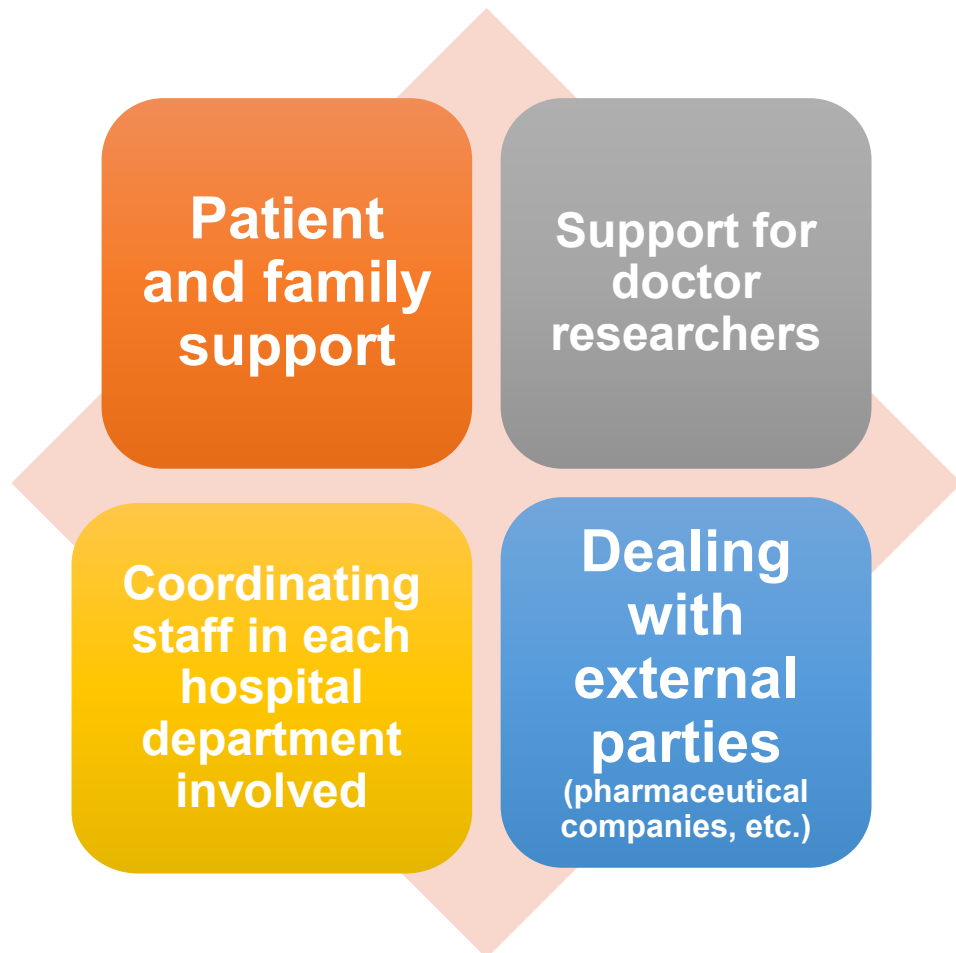 Patient
and family
support
Support for
doctor
researchers
Coordinating
staff in each
hospital
department
involved
Dealing
with
external
parties
(pharmaceutical
companies, etc.)